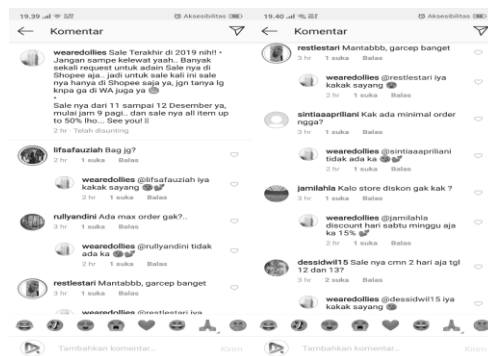 19.39
Aksesibilitas
Komentar
wearedollies Sale Terakhir di 2019 nih!! •
Jangan sampe kelewat yaah.. Banyak
sekali request untuk adain Sale nya di
Shopee aja.. jadi untuk sale kali ini sale
nya hanya di Shopee saja ya, jgn tanya lg
knpa ga di WA juga ya
•
Sale nya dari 11 sampai 12 Desember ya,
mulai jam 9 pagi.. dan sale nya all item up
to 50% lho... See you! ||
2 hr · Telah disunting
lifsafauziah Bag jg?
2 hr 1 suka Balas
wearedollies @lifsafauziah iya
kakak sayang
2 hr 1 suka Balas
rullyandini Ada max order gak?..
3 hr 1 suka Balas
wearedollies @rullyandini tidak
ada ka
2 hr 1 suka Balas
restlestari Mantabbb, garcep banget
3 hr 1 suka Balas
wearedollies @restlestari iya
Tambahkan komentar... Kirim
19.40
Aksesibilitas
Komentar
restlestari Mantabbb, garcep banget
3 hr 1 suka Balas
wearedollies @restlestari iya
kakak sayang
2 hr 1 suka Balas
sintiaaapriliani Kak ada minimal order
ngga?
3 hr 1 suka Balas
wearedollies @sintiaaapriliani
tidak ada ka
2 hr 1 suka Balas
jamilahla Kalo store diskon gak kak ?
3 hr 1 suka Balas
wearedollies @jamilahla
discount hari sabtu minggu aja
ka 15%
2 hr 1 suka Balas
dessidwil15 Sale nya cmn 2 hari aja tgl
12 dan 13?
3 hr 2 suka Balas
wearedollies @dessidwil15 iya
kakak sayang
Tambahkan komentar... Kirim